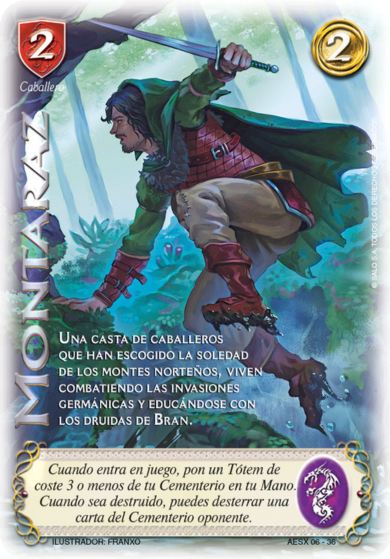 2
2
Caballero
MONTARAZ
UNA CASTA DE CABALLEROS
QUE HAN ESCOGIDO LA SOLEDAD
DE LOS MONTES NORTEÑOS, VIVEN
COMBATIENDO LAS INVASIONES
GERMÁNICAS Y EDUCÁNDOSE CON
LOS DRUIDAS DE BRAN.
Cuando entra en juego, pon un Tótem de
coste 3 o menos de tu Cementerio en tu Mano.
Cuando sea destruido, puedes desterrar una
carta del Cementerio oponente.
ILUSTRADOR: FRANXO
AESX 06 - 36